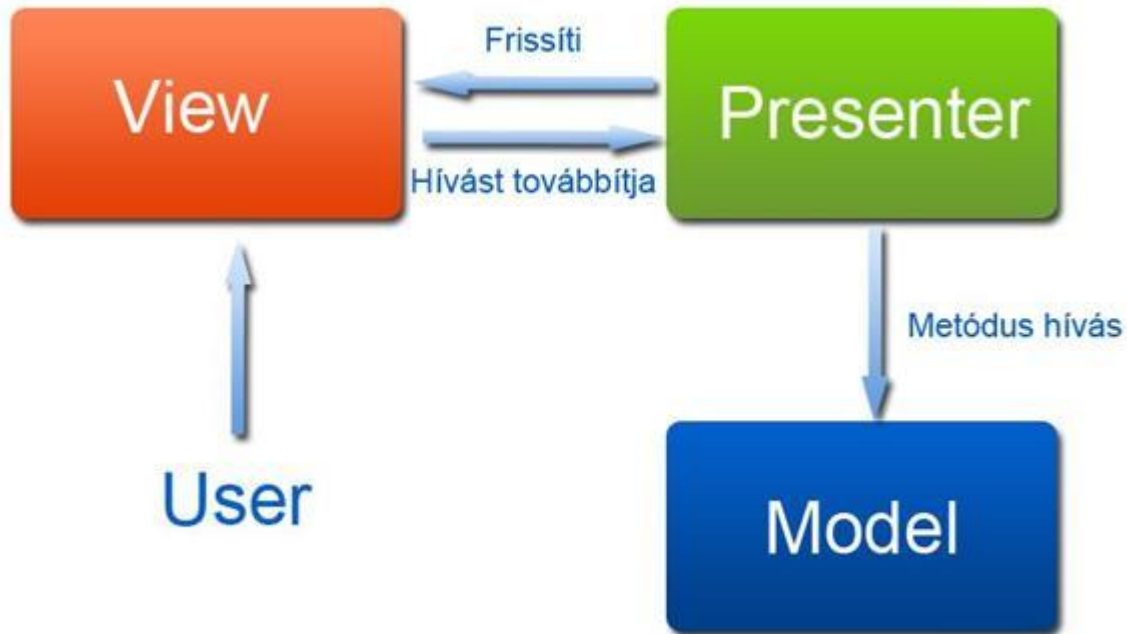 View
Frissíti
Presenter
Hívást továbbítja
Metódus hívás
User
Model